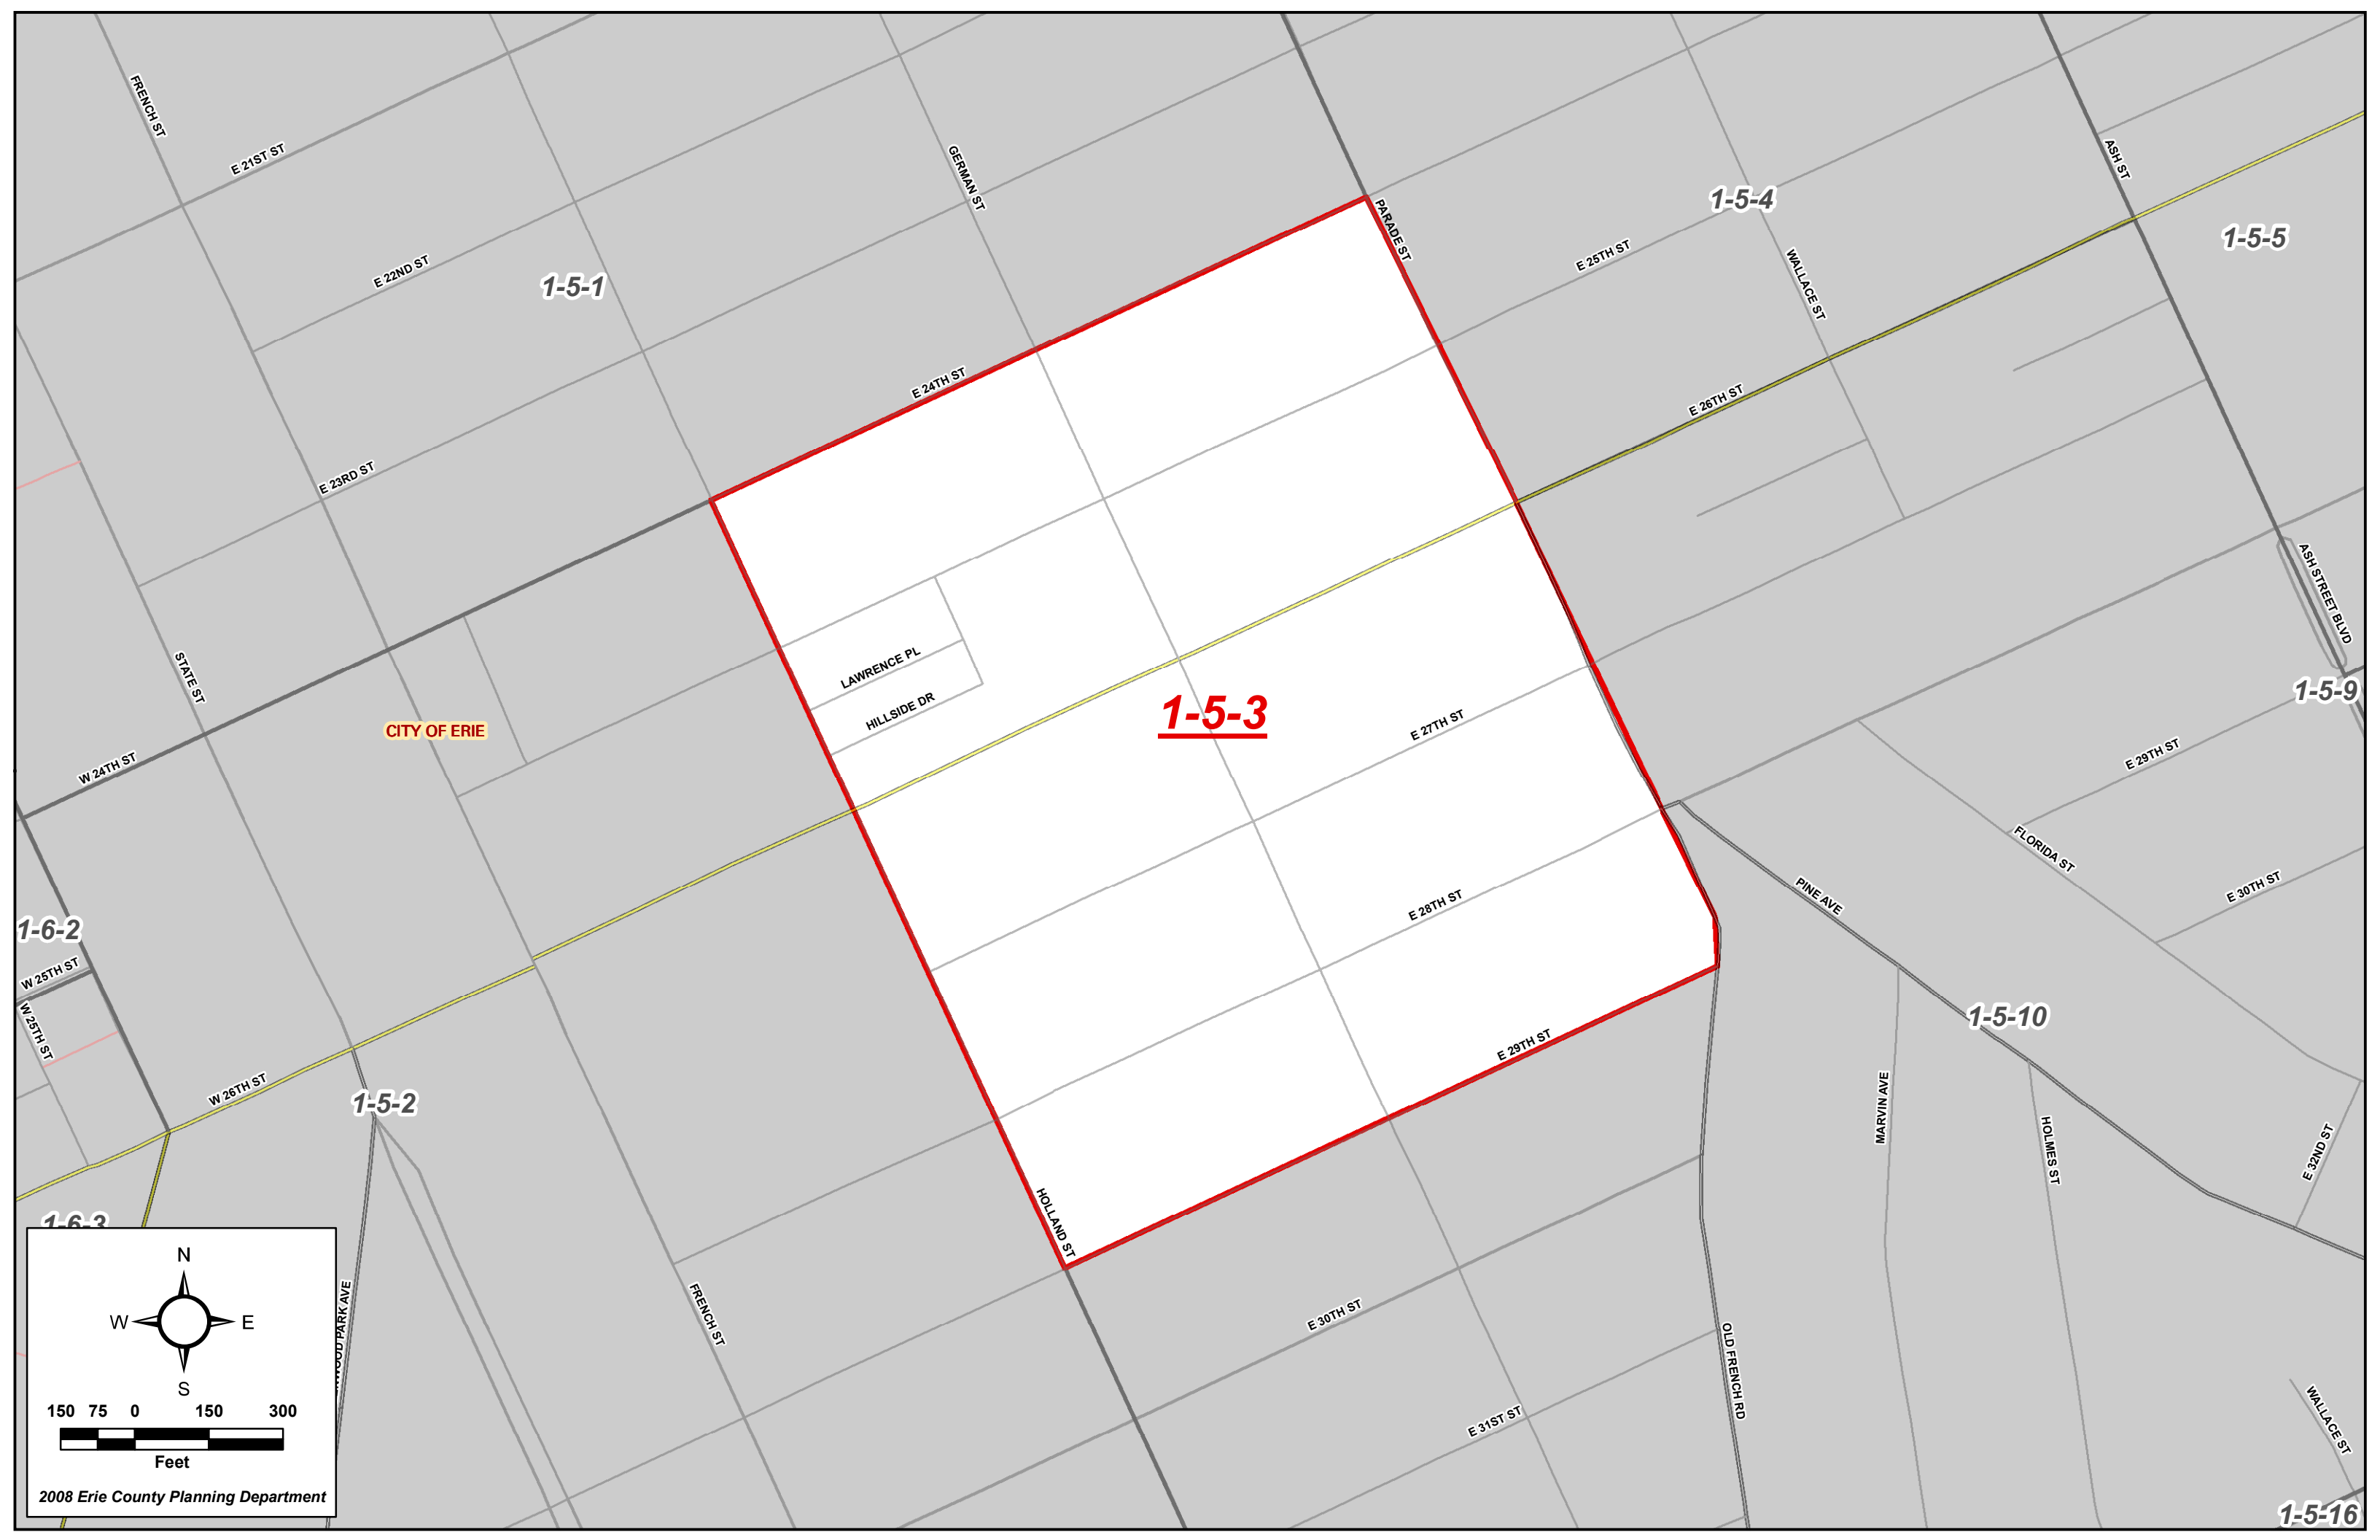 FRENCH ST
E 21ST ST
GERMAN ST
ASH ST
1-5-4
PARADE ST
1-5-5
E 22ND ST
1-5-1
E 25TH ST
WALLACE ST
E 24TH ST
E 26TH ST
E 23RD ST
ASH STREET BLVD
LAWRENCE PL
STATE ST
1-5-9
HILLSIDE DR
1-5-3
E 27TH ST
CITY OF ERIE
E 29TH ST
W 24TH ST
FLORIDA ST
E 30TH ST
PINE AVE
E 28TH ST
1-6-2
W 25TH ST
1-5-10
W 25TH ST
E 29TH ST
W 26TH ST
1-5-2
MARVIN AVE
HOLMES ST
E 32ND ST
1-6-3
HOLLAND ST
FRENCH ST
E 30TH ST
OLD FRENCH RD
PARK AVE
E 31ST ST
WALLACE ST
1-5-16
N
W E
S
150 75 0 150 300
Feet
2008 Erie County Planning Department